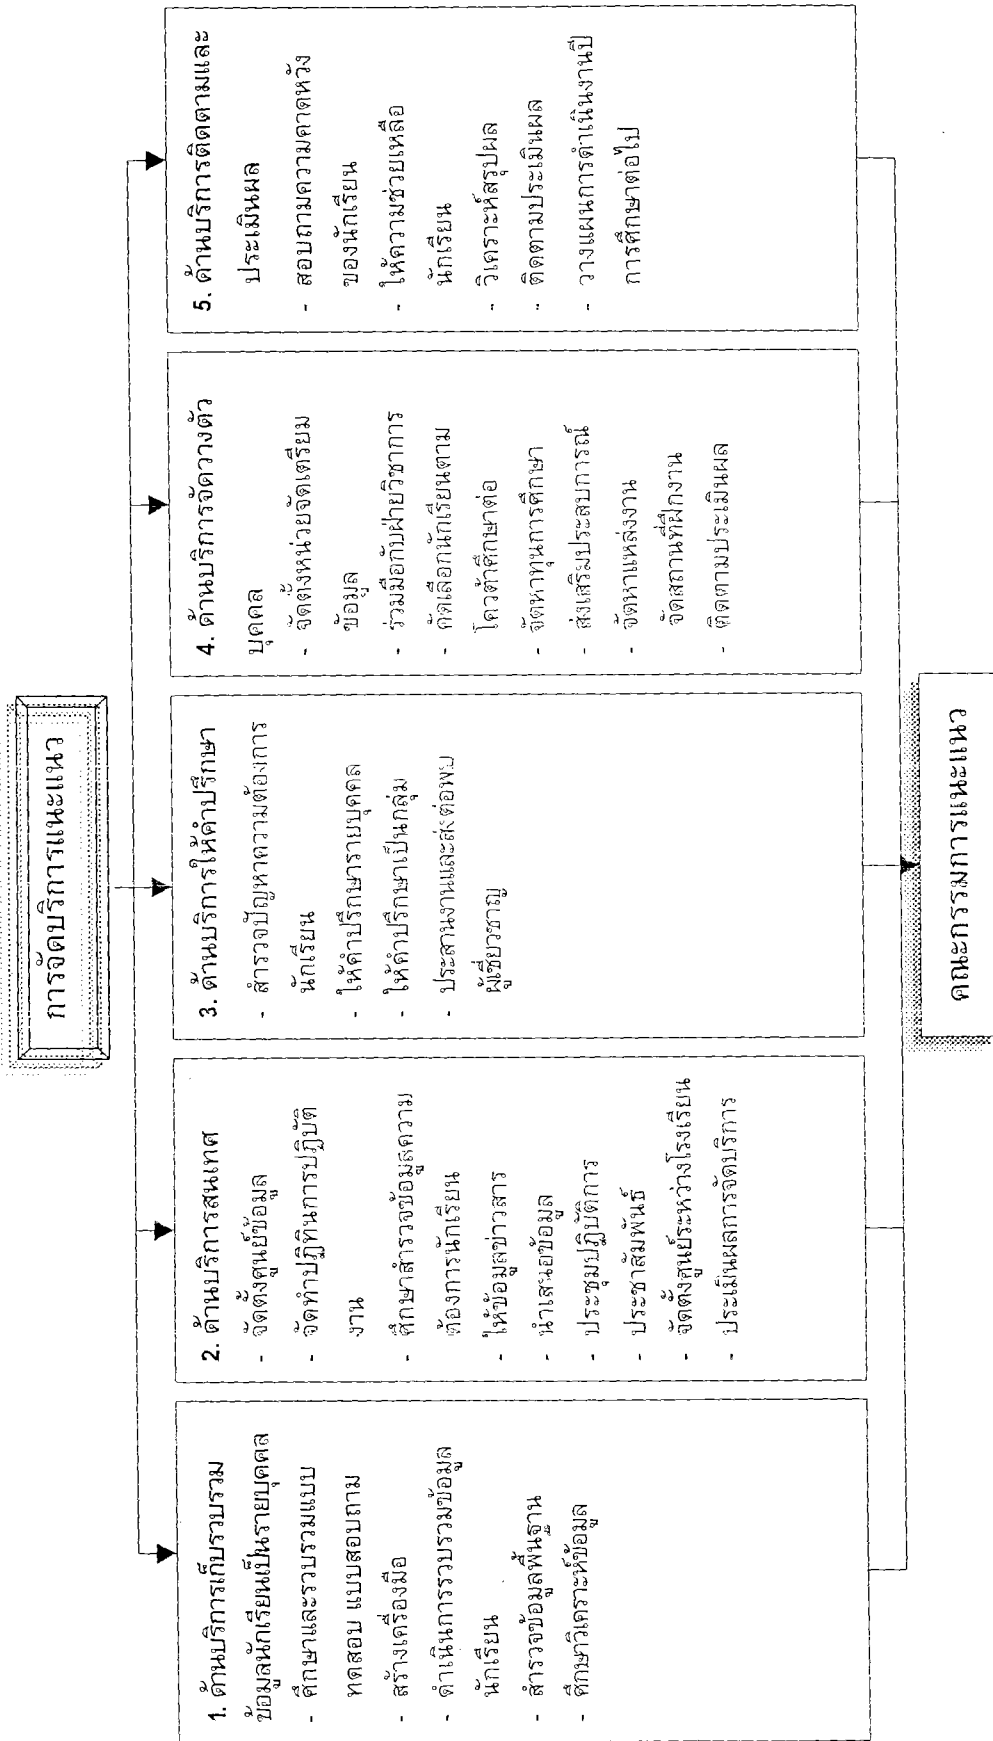 การจัดบริการแนะแนว
1. ด้านบริการเก็บรวบรวม
ข้อมูลนักเรียนเป็นรายบุคคล
- ศึกษาและรวบรวมแบบ
ทดสอบ แบบสอบถาม
- สร้างเครื่องมือ
- ดำเนินการรวบรวมข้อมูล
นักเรียน
- สำรวจข้อมูลพื้นฐาน
- ศึกษาวิเคราะห์ข้อมูล
2. ด้านบริการสนเทศ
- จัดตั้งศูนย์ข้อมูล
- จัดทำปฏิทินการปฏิบัติ
งาน
- ศึกษาสำรวจข้อมูลความ
ต้องการนักเรียน
- ให้ข้อมูลข่าวสาร
- นำเสนอข้อมูล
- ประชุมปฏิบัติการ
- ประชาสัมพันธ์
- จัดตั้งศูนย์ระหว่างโรงเรียน
- ประเมินผลการจัดบริการ
3. ด้านบริการให้คำปรึกษา
- สำรวจปัญหาความต้องการ
นักเรียน
- ให้คำปรึกษารายบุคคล
- ให้คำปรึกษาเป็นกลุ่ม
- ประสานงานและส่งต่อพบ
ผู้เชี่ยวชาญ
4. ด้านบริการจัดวางตัว
บุคคล
- จัดตั้งหน่วยจัดเตรียม
ข้อมูล
- ร่วมมือกับฝ่ายวิชาการ
- คัดเลือกนักเรียนตาม
โควต้าศึกษาต่อ
- จัดหาทุนการศึกษา
- ส่งเสริมประสบการณ์
- จัดหาแหล่งงาน
จัดสถานที่ฝึกงาน
- ติดตามประเมินผล
5. ด้านบริการติดตามและ
ประเมินผล
- สอบถามความคาดหวัง
ของนักเรียน
- ให้ความช่วยเหลือ
นักเรียน
- วิเคราะห์สรุปผล
- ติดตามประเมินผล
- วางแผนการดำเนินงานปี
การศึกษาต่อไป
คณะกรรมการแนะแนว